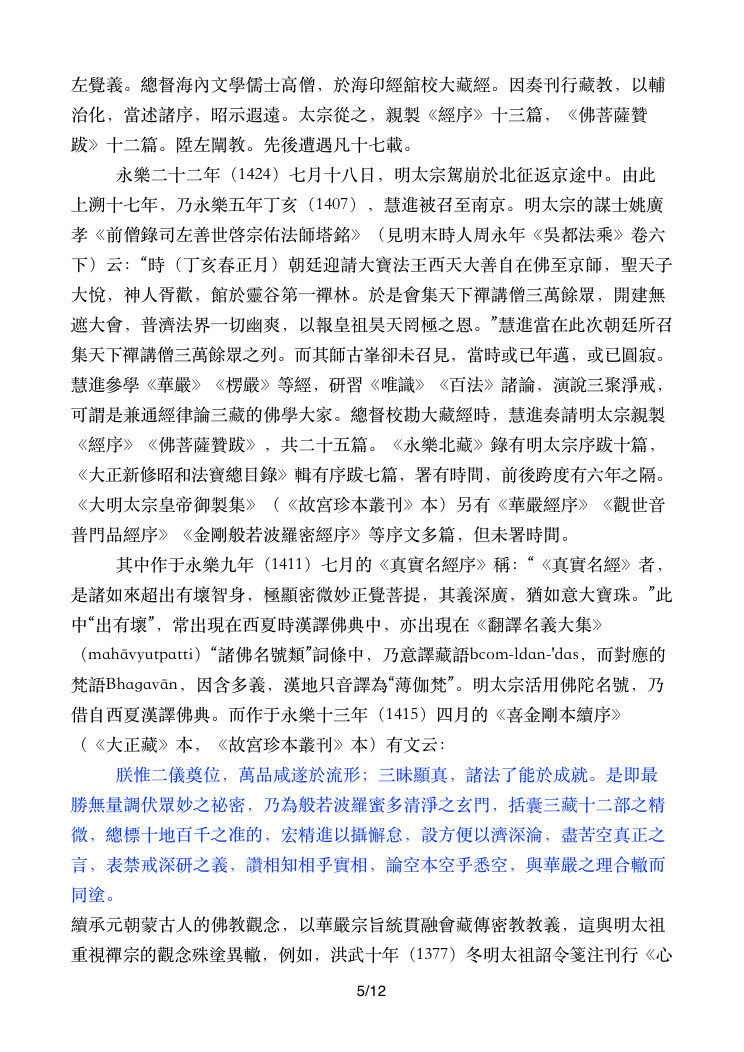 左覺義。總督海內文學儒士高僧，於海印經舘校大藏經。因奏刊行藏教，以輔
治化，當述諸序，昭示遐遠。太宗從之，親製《經序》十三篇，《佛菩薩贊
跋》十二篇。陞左闡教。先後遭遇凡十七載。
永樂二十二年（1424）七月十八日，明太宗駕崩於北征返京途中。由此
上溯十七年，乃永樂五年丁亥（1407），慧進被召至南京。明太宗的謀士姚廣
孝《前僧錄司左善世啓宗佑法師塔銘》（見明末時人周永年《吳都法乘》卷六
下）云：“時（丁亥春正月）朝廷迎請大寶法王西天大善自在佛至京師，聖天子
大悅，神人胥歡，館於靈谷第一禪林。於是會集天下禪講僧三萬餘眾，開建無
遮大會，普濟法界一切幽爽，以報皇祖昊天罔極之恩。”慧進當在此次朝廷所召
集天下禪講僧三萬餘眾之列。而其師古峯卻未召見，當時或已年邁，或已圓寂。
慧進參學《華嚴》《楞嚴》等經，研習《唯識》《百法》諸論，演說三聚淨戒，
可謂是兼通經律論三藏的佛學大家。總督校勘大藏經時，慧進奏請明太宗親製
《經序》《佛菩薩贊跋》，共二十五篇。《永樂北藏》錄有明太宗序跋十篇，
《大正新修昭和法寶總目錄》輯有序跋七篇，署有時間，前後跨度有六年之隔。
《大明太宗皇帝御製集》（《故宮珍本叢刊》本）另有《華嚴經序》《觀世音
普門品經序》《金剛般若波羅密經序》等序文多篇，但未署時間。
其中作于永樂九年（1411）七月的《真實名經序》稱：“《真實名經》者，
是諸如來超出有壞智身，極顯密微妙正覺菩提，其義深廣，猶如意大寶珠。”此
中“出有壞”，常出現在西夏時漢譯佛典中，亦出現在《翻譯名義大集》
（mahāvyutpatti）“諸佛名號類”詞條中，乃意譯藏語bcom-ldan-'das，而對應的
梵語Bhagavān，因含多義，漢地只音譯為“薄伽梵”。明太宗活用佛陀名號，乃
借自西夏漢譯佛典。而作于永樂十三年（1415）四月的《喜金剛本續序》
（《大正藏》本，《故宮珍本叢刊》本）有文云：
朕惟二儀奠位，萬品咸遂於流形；三昧顯真，諸法了能於成就。是即最
勝無量調伏眾妙之祕密，乃為般若波羅蜜多清淨之玄門，括囊三藏十二部之精
微，總標十地百千之准的，宏精進以攝懈怠，設方便以濟深淪，盡苦空真正之
言，表禁戒深研之義，讚相知相乎實相，論空本空乎悉空，與華嚴之理合轍而
同塗。
續承元朝蒙古人的佛教觀念，以華嚴宗旨統貫融會藏傳密教教義，這與明太祖
重視禪宗的觀念殊塗異轍，例如，洪武十年（1377）冬明太祖詔令箋注刊行《心
5/12